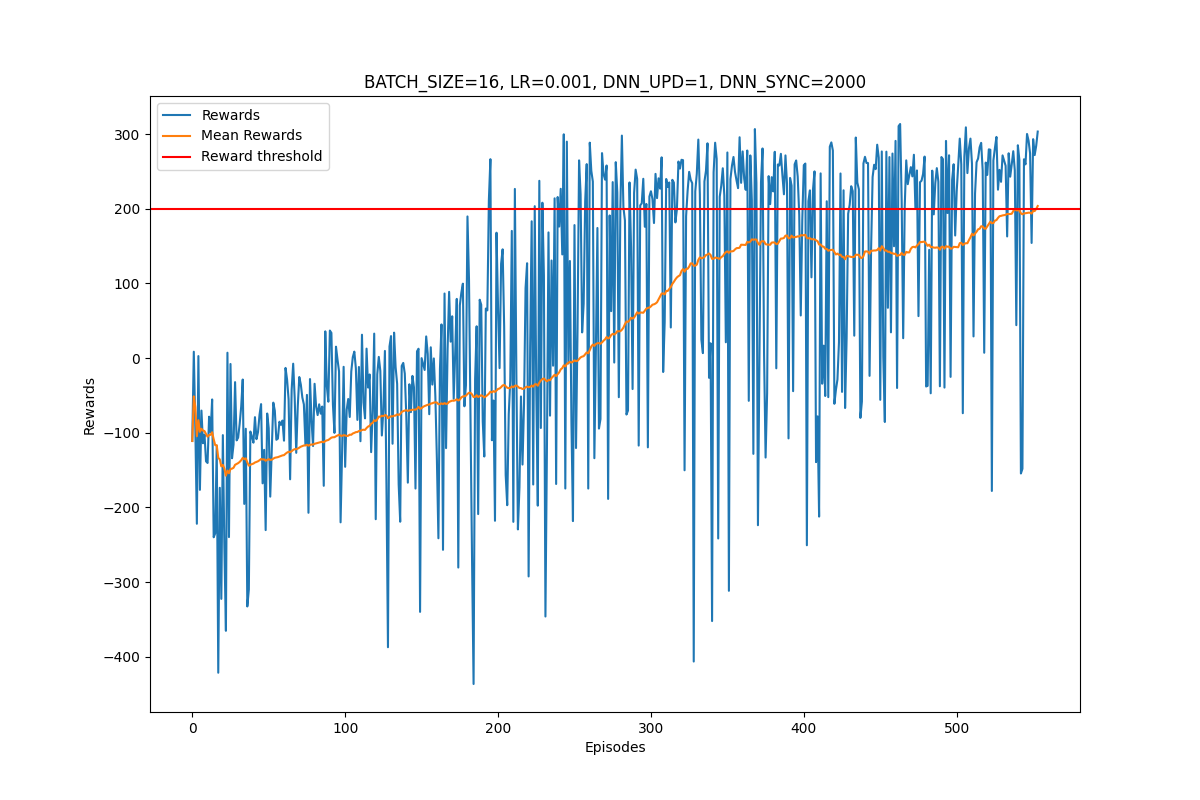 BATCH_SIZE=16, LR=0.001, DNN_UPD=1, DNN_SYNC=2000
Rewards
Mean Rewards
Reward threshold
300
200
100
0
−100
−200
−300
−400
Rewards
0 100 200 300 400 500
Episodes